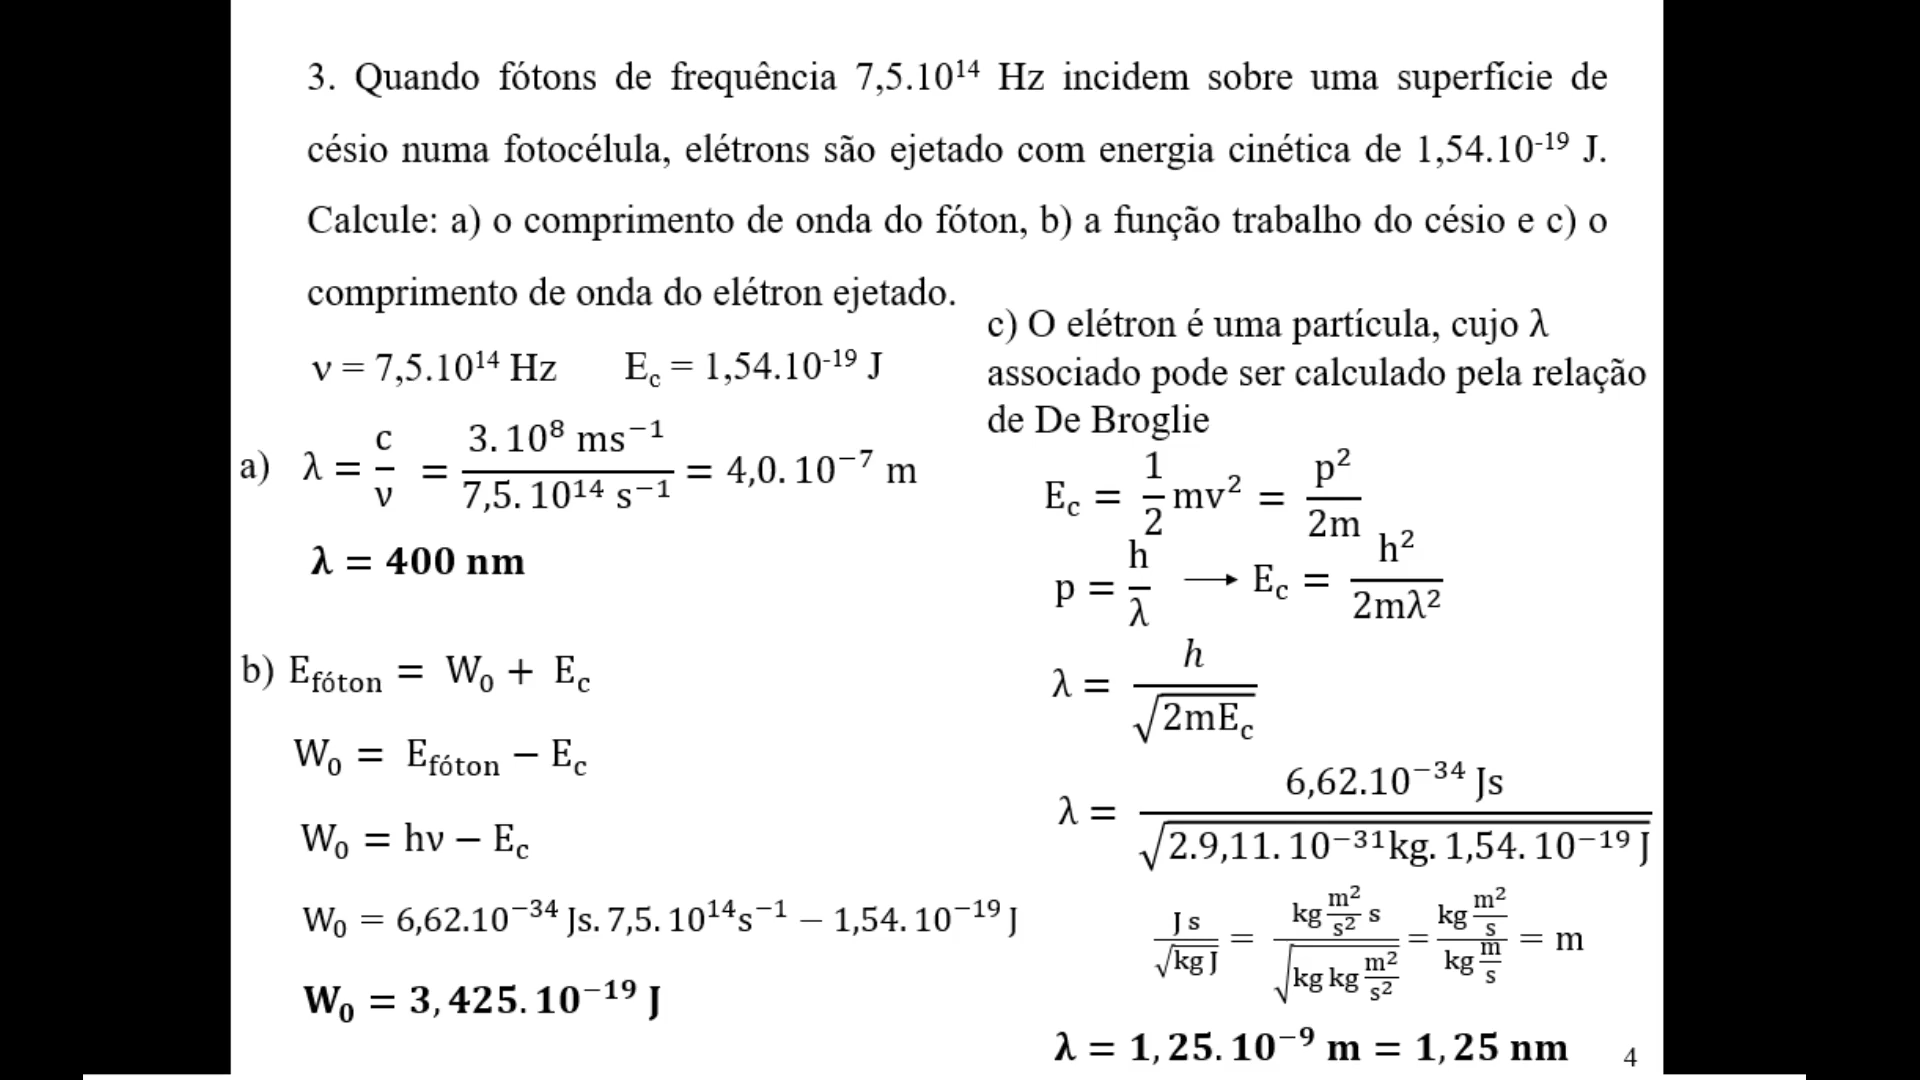 3. Quando fótons de frequência 7,5.10¹⁴ Hz incidem sobre uma superfície de
césio numa fotocélula, elétrons são ejetado com energia cinética de 1,54.10⁻¹⁹ J.
Calcule: a) o comprimento de onda do fóton, b) a função trabalho do césio e c) o
comprimento de onda do elétron ejetado.
ν = 7,5.10¹⁴ Hz E_c = 1,54.10⁻¹⁹ J
a) λ = c/ν = 3. 10⁸ ms⁻¹ / 7,5. 10¹⁴ s⁻¹ = 4,0. 10⁻⁷ m
λ = 400 nm
b) E_fóton = W₀ + E_c
W₀ = E_fóton − E_c
W₀ = hν − E_c
W₀ = 6,62.10⁻³⁴ Js. 7,5. 10¹⁴s⁻¹ − 1,54. 10⁻¹⁹ J
W₀ = 3,425. 10⁻¹⁹ J
c) O elétron é uma partícula, cujo λ
associado pode ser calculado pela relação
de De Broglie
E_c = 1/2 mv² = p²/2m
p = h/λ ⟶ E_c = h²/2mλ²
λ = h/√(2mE_c)
λ = 6,62.10⁻³⁴ Js / √(2.9,11. 10⁻³¹kg. 1,54. 10⁻¹⁹ J)
J s/√(kg J) = kg m²/s² s / √(kg kg m²/s²) = kg m²/s / kg m/s = m
λ = 1, 25. 10⁻⁹ m = 1, 25 nm
4